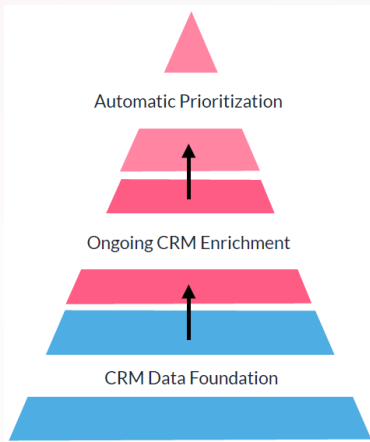 Automatic Prioritization
Ongoing CRM Enrichment
CRM Data Foundation